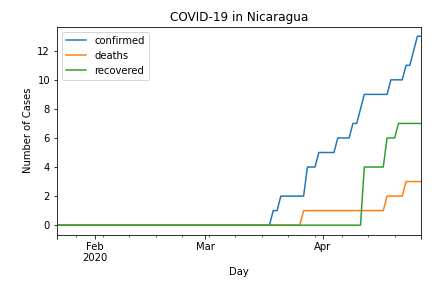 COVID-19 in Nicaragua
confirmed
deaths
recovered
Number of Cases
12
10
8
6
4
2
0
Feb
2020
Mar
Apr
Day